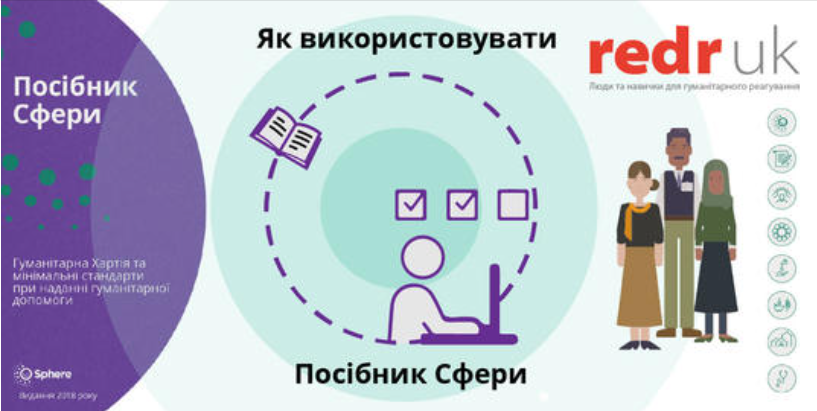 Посібник
Сфери
Гуманітарна Хартія та
мінімальні стандарти
при наданні гуманітарної
допомоги
Sphere
Видання 2018 року
Як використовувати
Посібник Сфери
redr uk
Люди та навички для гуманітарного реагування